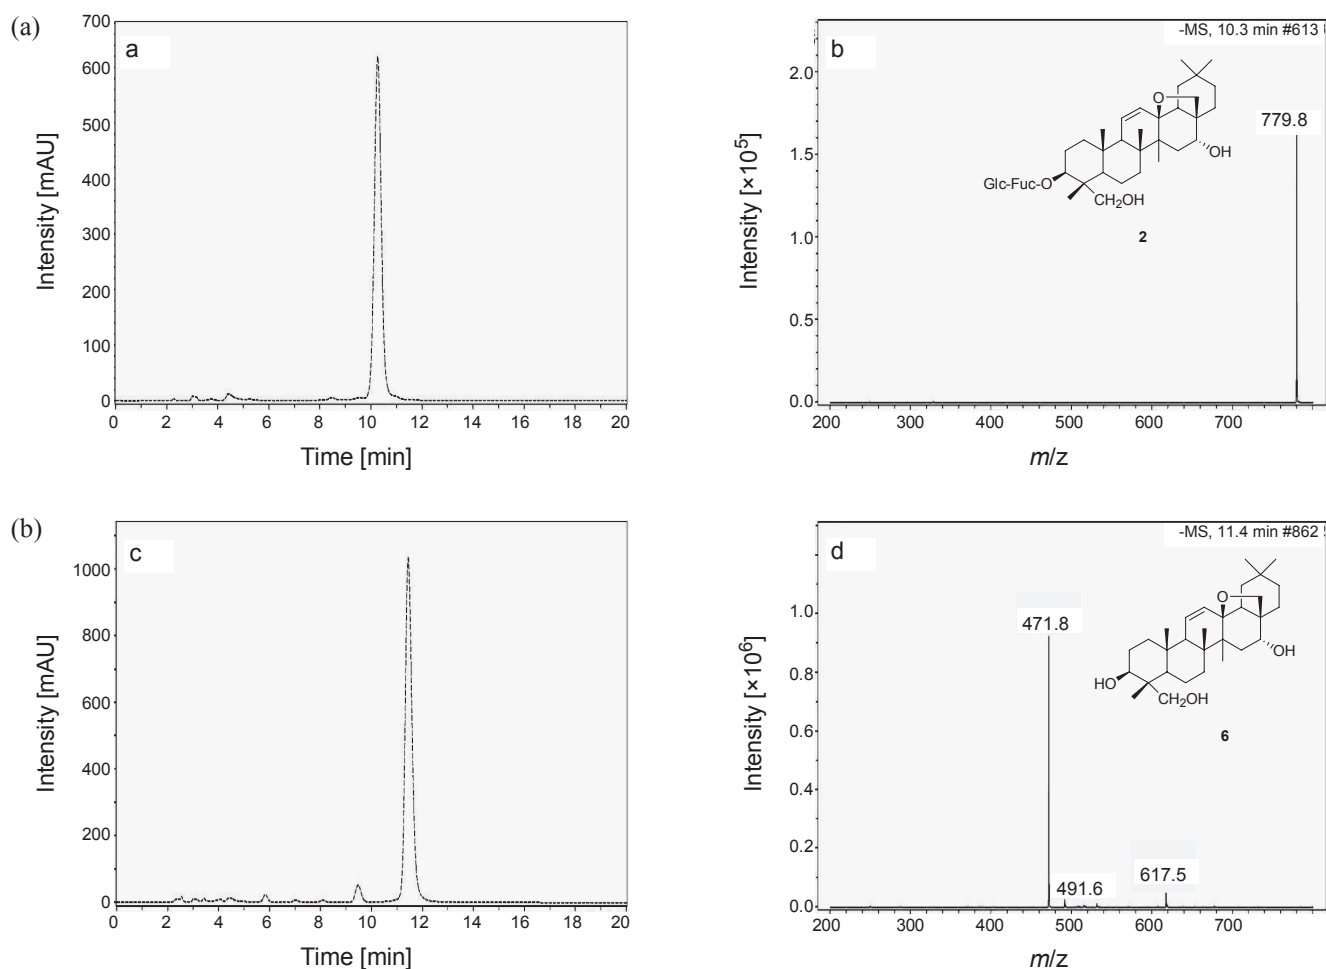 (a)
a
700
600
500
400
300
200
100
0
Intensity [mAU]
0 2 4 6 8 10 12 14 16 18 20
Time [min]
b
-MS, 10.3 min #613
2.0
1.5
1.0
0.5
0.0
Intensity [×10⁵]
779.8
O
OH
Glc-Fuc-O
CH₂OH
2
200 300 400 500 600 700
m/z
(b)
c
1000
800
600
400
200
0
Intensity [mAU]
0 2 4 6 8 10 12 14 16 18 20
Time [min]
d
-MS, 11.4 min #862
1.0
0.8
0.6
0.4
0.2
0.0
Intensity [×10⁶]
471.8
491.6
617.5
O
OH
HO
CH₂OH
6
200 300 400 500 600 700
m/z